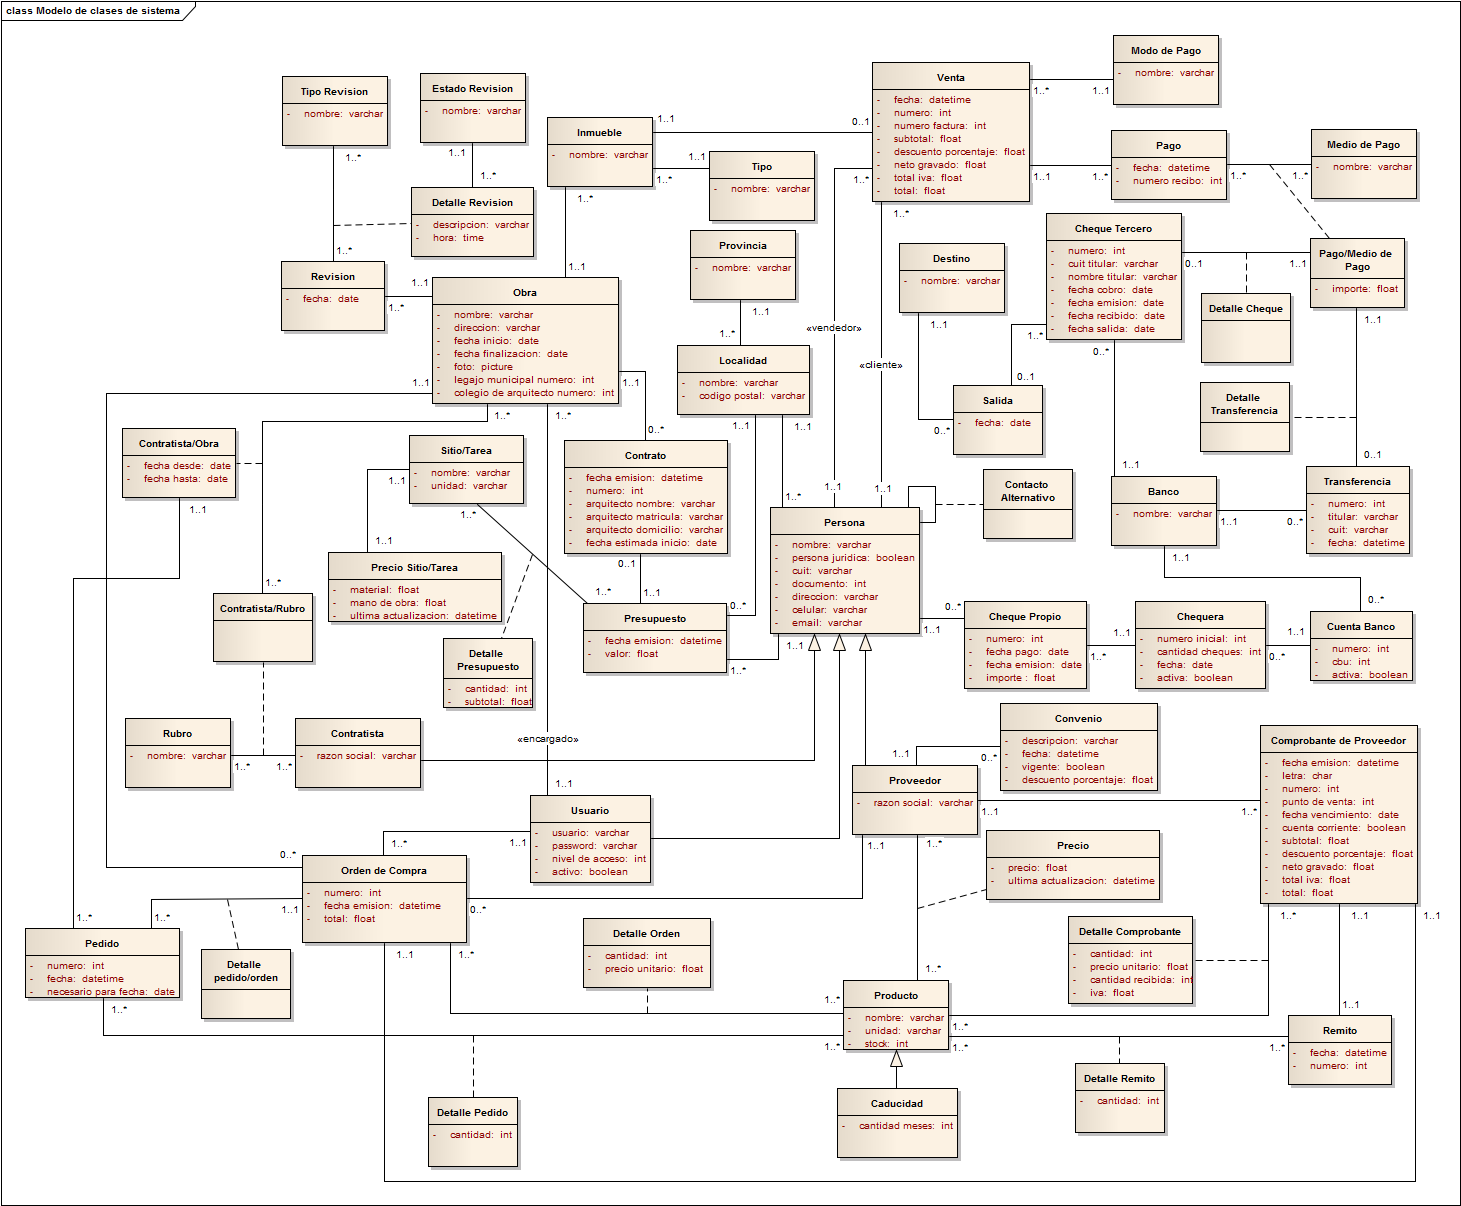 class Modelo de clases de sistema
Modo de Pago
- nombre: varchar
Venta
- fecha: datetime
- numero: int
- numero factura: int
- subtotal: float
- descuento porcentaje: float
- neto gravado: float
- total iva: float
- total: float
1..*
1..1
Tipo Revision
- nombre: varchar
1..*
Estado Revision
- nombre: varchar
1..1
1..*
Inmueble
- nombre: varchar
1..1
0..1
1..1
1..*
1..*
1..1
Tipo
- nombre: varchar
Pago
- fecha: datetime
- numero recibo: int
1..1
1..*
1..*
1..*
Medio de Pago
- nombre: varchar
Detalle Revision
- descripcion: varchar
- hora: time
1..*
Revision
- fecha: date
1..1
1..*
Provincia
- nombre: varchar
1..1
1..*
Destino
- nombre: varchar
1..1
0..*
Cheque Tercero
- numero: int
- cuit titular: varchar
- nombre titular: varchar
- fecha cobro: date
- fecha emision: date
- fecha recibido: date
- fecha salida: date
0..1
1..1
1..*
0..1
0..*
1..1
Pago/Medio de
Pago
- importe: float
1..1
0..1
Detalle Cheque
Obra
- nombre: varchar
- direccion: varchar
- fecha inicio: date
- fecha finalizacion: date
- foto: picture
- legajo municipal numero: int
- colegio de arquitecto numero: int
1..1
1..1
0..*
1..*
1..*
«vendedor»
1..*
1..1
«cliente»
1..*
1..1
Localidad
- nombre: varchar
- codigo postal: varchar
1..1
1..1
1..*
Salida
- fecha: date
Detalle
Transferencia
Contratista/Obra
- fecha desde: date
- fecha hasta: date
1..1
Sitio/Tarea
- nombre: varchar
- unidad: varchar
1..1
1..1
1..*
1..*
Contrato
- fecha emision: datetime
- numero: int
- arquitecto nombre: varchar
- arquitecto matricula: varchar
- arquitecto domicilio: varchar
- fecha estimada inicio: date
0..1
1..1
Contacto
Alternativo
Banco
- nombre: varchar
1..1
0..*
1..1
0..*
Transferencia
- numero: int
- titular: varchar
- cuit: varchar
- fecha: datetime
Persona
- nombre: varchar
- persona juridica: boolean
- cuit: varchar
- documento: int
- direccion: varchar
- celular: varchar
- email: varchar
0..*
1..1
1..1
1..*
Precio Sitio/Tarea
- material: float
- mano de obra: float
- ultima actualizacion: datetime
1..*
Contratista/Rubro
Presupuesto
- fecha emision: datetime
- valor: float
0..*
Detalle
Presupuesto
- cantidad: int
- subtotal: float
Cheque Propio
- numero: int
- fecha pago: date
- fecha emision: date
- importe : float
1..1
1..*
Chequera
- numero inicial: int
- cantidad cheques: int
- fecha: date
- activa: boolean
1..1
0..*
Cuenta Banco
- numero: int
- cbu: int
- activa: boolean
Rubro
- nombre: varchar
1..*
1..*
Contratista
- razon social: varchar
«encargado»
1..1
Convenio
- descripcion: varchar
- fecha: datetime
- vigente: boolean
- descuento porcentaje: float
1..1
0..*
Comprobante de Proveedor
- fecha emision: datetime
- letra: char
- numero: int
- punto de venta: int
- fecha vencimiento: date
- cuenta corriente: boolean
- subtotal: float
- descuento porcentaje: float
- neto gravado: float
- total iva: float
- total: float
Proveedor
- razon social: varchar
1..1
1..*
1..1
1..*
Usuario
- usuario: varchar
- password: varchar
- nivel de acceso: int
- activo: boolean
1..*
1..1
Precio
- precio: float
- ultima actualizacion: datetime
0..*
Orden de Compra
- numero: int
- fecha emision: datetime
- total: float
1..1
0..*
1..1
1..*
1..*
1..*
Pedido
- numero: int
- fecha: datetime
- necesario para fecha: date
1..*
Detalle
pedido/orden
Detalle Orden
- cantidad: int
- precio unitario: float
Detalle Comprobante
- cantidad: int
- precio unitario: float
- cantidad recibida: int
- iva: float
1..*
1..1
1..1
1..*
1..*
Producto
- nombre: varchar
- unidad: varchar
- stock: int
1..*
1..*
1..*
1..1
1..*
Remito
- fecha: datetime
- numero: int
Detalle Remito
- cantidad: int
Caducidad
- cantidad meses: int
Detalle Pedido
- cantidad: int